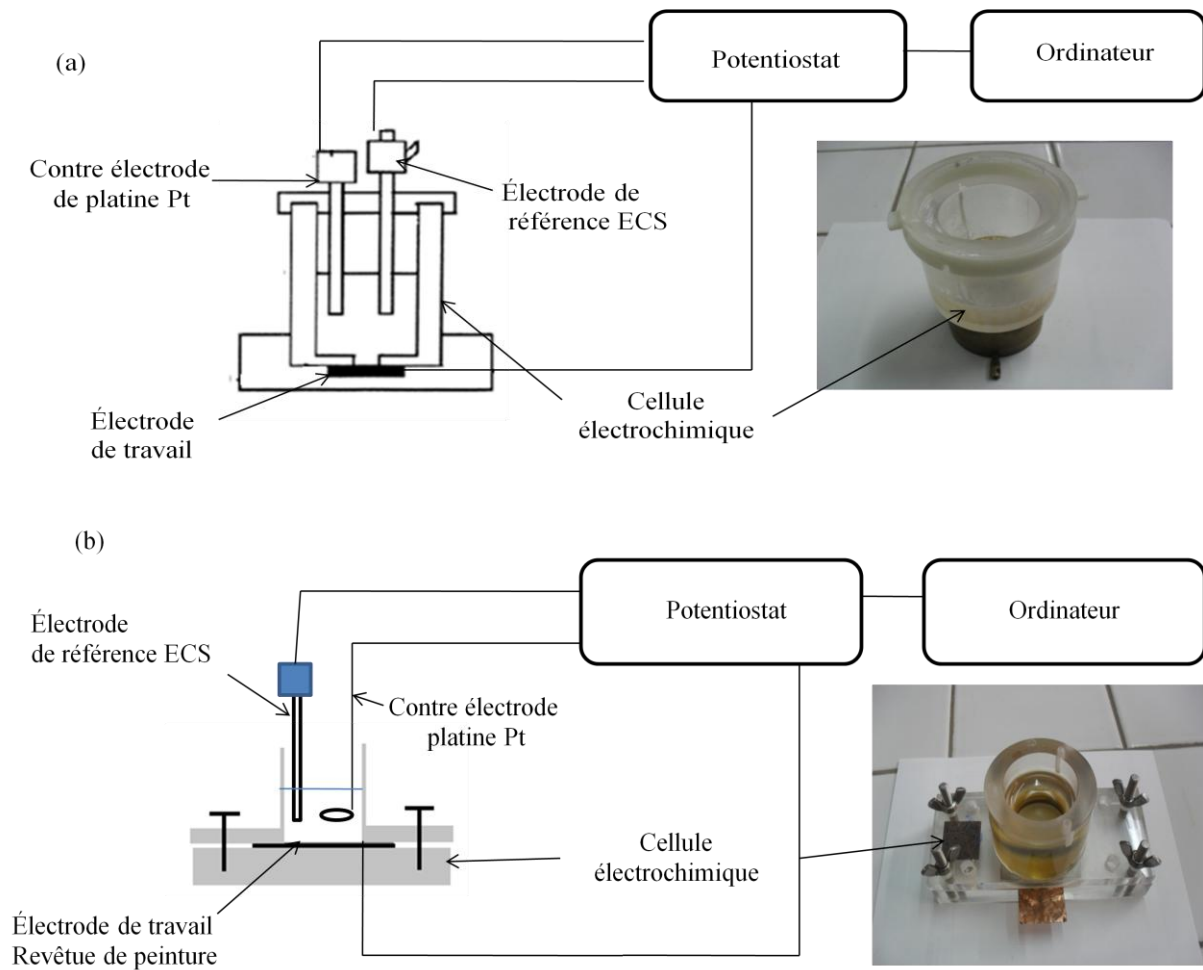 (a)
Potentiostat
Ordinateur
Contre électrode
de platine Pt
Électrode de
référence ECS
Électrode
de travail
Cellule
électrochimique
(b)
Potentiostat
Ordinateur
Électrode
de référence ECS
Contre électrode
platine Pt
Cellule
électrochimique
Électrode de travail
Revêtue de peinture